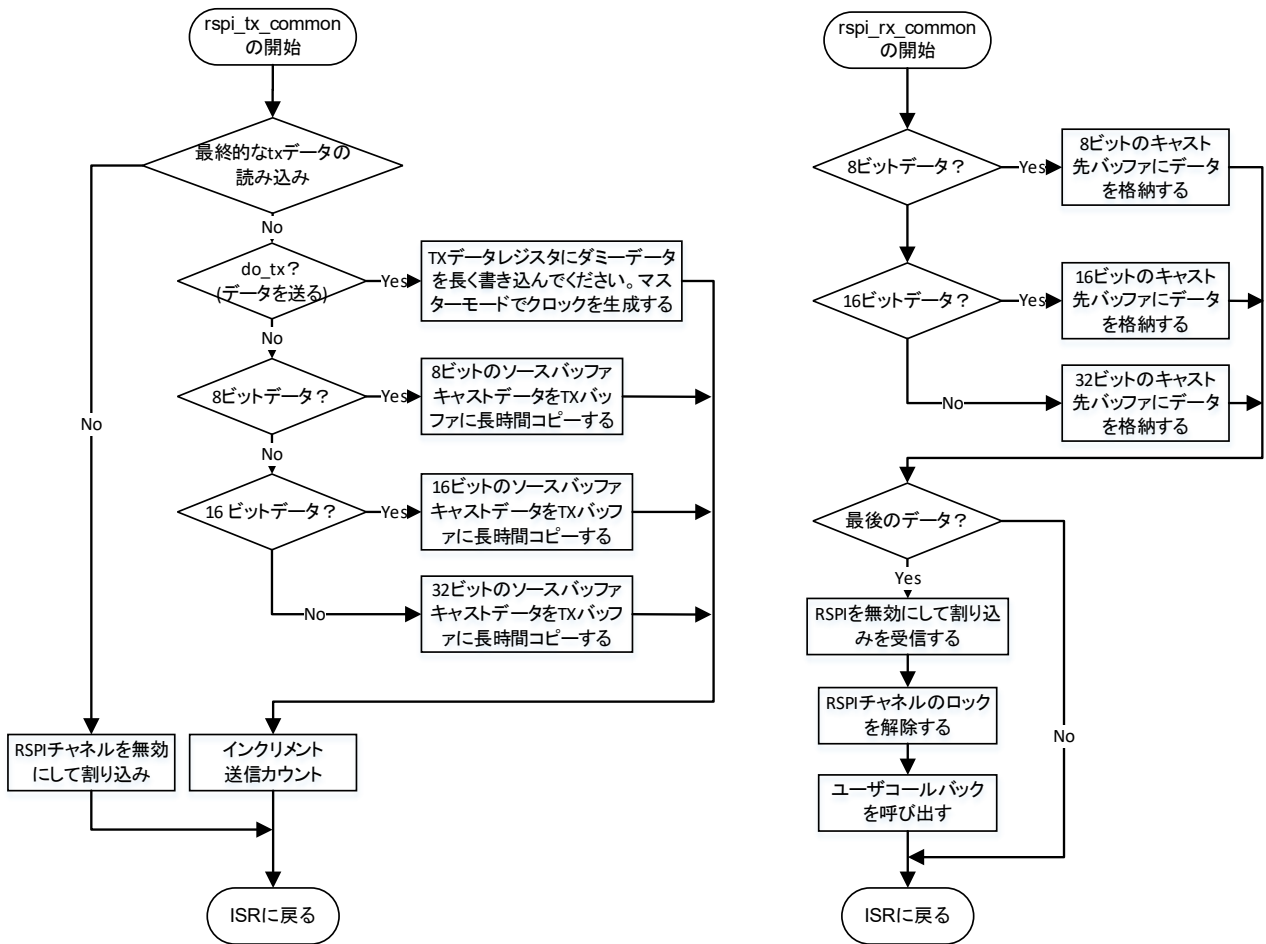 rspi_tx_common
の開始
最終的なtxデータの
読み込み
No
do_tx？
(データを送る)
Yes
TXデータレジスタにダミーデータ
を長く書き込んでください。マス
ターモードでクロックを生成する
No
8ビットデータ？
Yes
8ビットのソースバッファ
キャストデータをTXバッ
ファに長時間コピーする
No
No
16 ビットデータ？
Yes
16ビットのソースバッファ
キャストデータをTXバッフ
ァに長時間コピーする
No
32ビットのソースバッファ
キャストデータをTXバッフ
ァに長時間コピーする
RSPIチャネルを無効
にして割り込み
インクリメント
送信カウント
ISRに戻る
rspi_rx_common
の開始
8ビットデータ？
Yes
8ビットのキャスト
先バッファにデータ
を格納する
16ビットデータ？
Yes
16ビットのキャスト
先バッファにデータ
を格納する
No
32ビットのキャスト
先バッファにデータ
を格納する
最後のデータ？
Yes
RSPIを無効にして割り込
みを受信する
RSPIチャネルのロック
を解除する
No
ユーザコールバック
を呼び出す
ISRに戻る